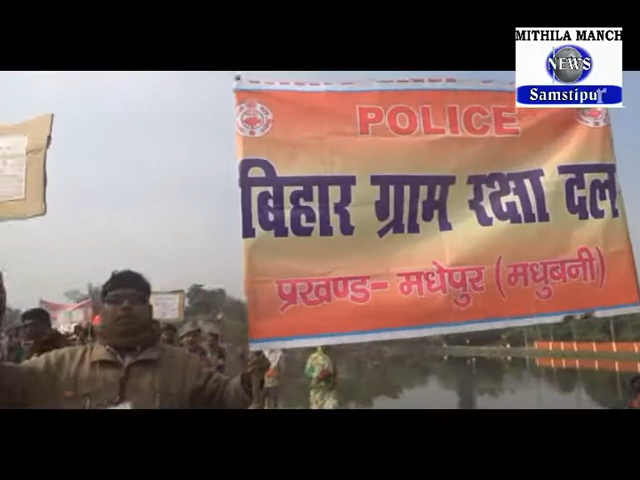 MITHILA MANCH
NEWS
Samstipur
POLICE
बिहार ग्राम रक्षा दल
प्रखण्ड- मधेपुर (मधुबनी)